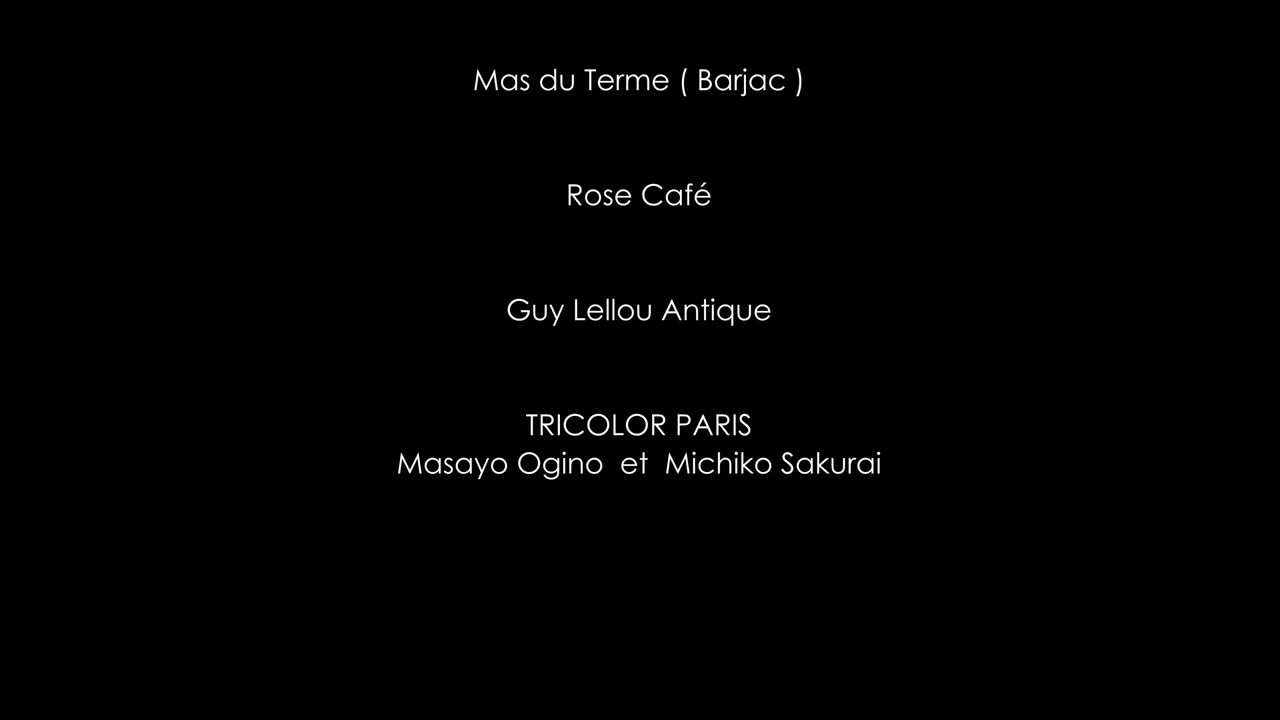 Mas du Terme ( Barjac )
Rose Café
Guy Lellou Antique
TRICOLOR PARIS
Masayo Ogino et Michiko Sakurai